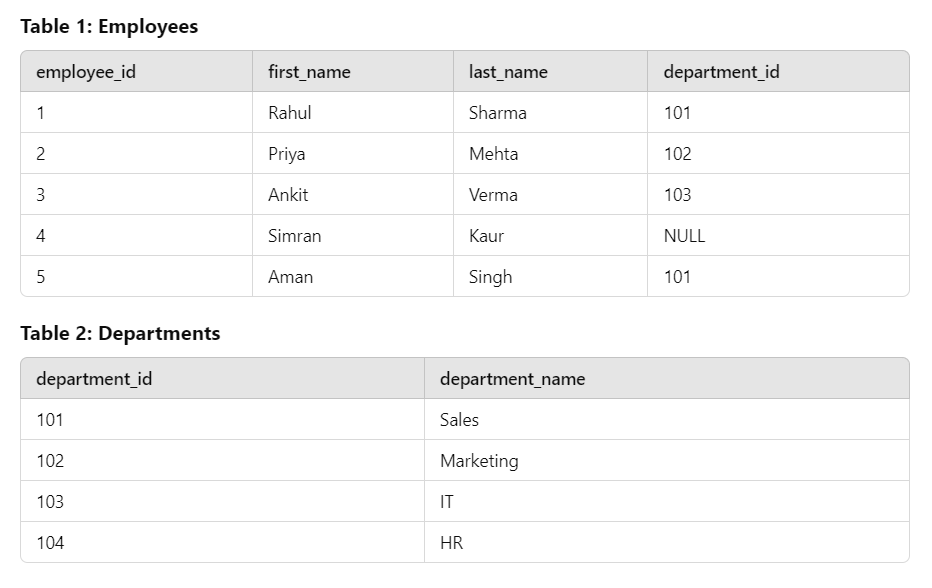 Table 1: Employees
employee_id first_name last_name department_id
1 Rahul Sharma 101
2 Priya Mehta 102
3 Ankit Verma 103
4 Simran Kaur NULL
5 Aman Singh 101
Table 2: Departments
department_id department_name
101 Sales
102 Marketing
103 IT
104 HR